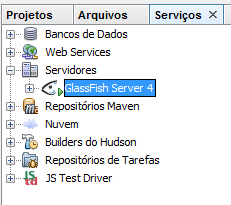 Projetos Arquivos Serviços X
Bancos de Dados
Web Services
Servidores
GlassFish Server 4
Repositórios Maven
Nuvem
Builders do Hudson
Repositórios de Tarefas
JS Test Driver